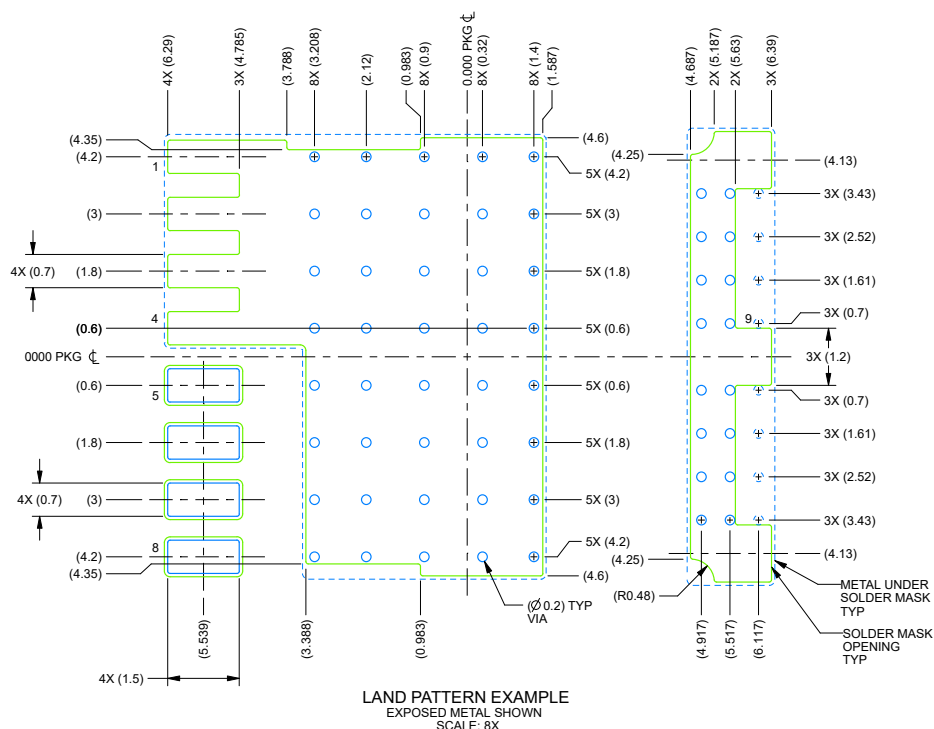 4X (6.29)
3X (4.785)
(3.788)
8X (3.208)
(2.12)
(0.983)
8X (0.9)
0.000 PKG ℄
8X (0.32)
8X (1.4)
(1.587)
(4.687)
2X (5.187)
2X (5.63)
3X (6.39)
(4.35)
(4.2)
1
(4.6)
5X (4.2)
(4.25)
(4.13)
(3)
5X (3)
3X (3.43)
3X (2.52)
4X (0.7)
(1.8)
5X (1.8)
3X (1.61)
4
(0.6)
5X (0.6)
9
3X (0.7)
0000 PKG ℄
3X (1.2)
(0.6)
5
5X (0.6)
3X (0.7)
(1.8)
5X (1.8)
3X (1.61)
4X (0.7)
(3)
5X (3)
3X (2.52)
3X (3.43)
8
(4.2)
(4.35)
5X (4.2)
(4.6)
(4.25)
(4.13)
(R0.48)
METAL UNDER
SOLDER MASK
TYP
(Ø 0.2) TYP
VIA
SOLDER MASK
OPENING
TYP
(5.539)
(3.388)
(0.983)
(4.917)
(5.517)
(6.117)
4X (1.5)
LAND PATTERN EXAMPLE
EXPOSED METAL SHOWN
SCALE: 8X